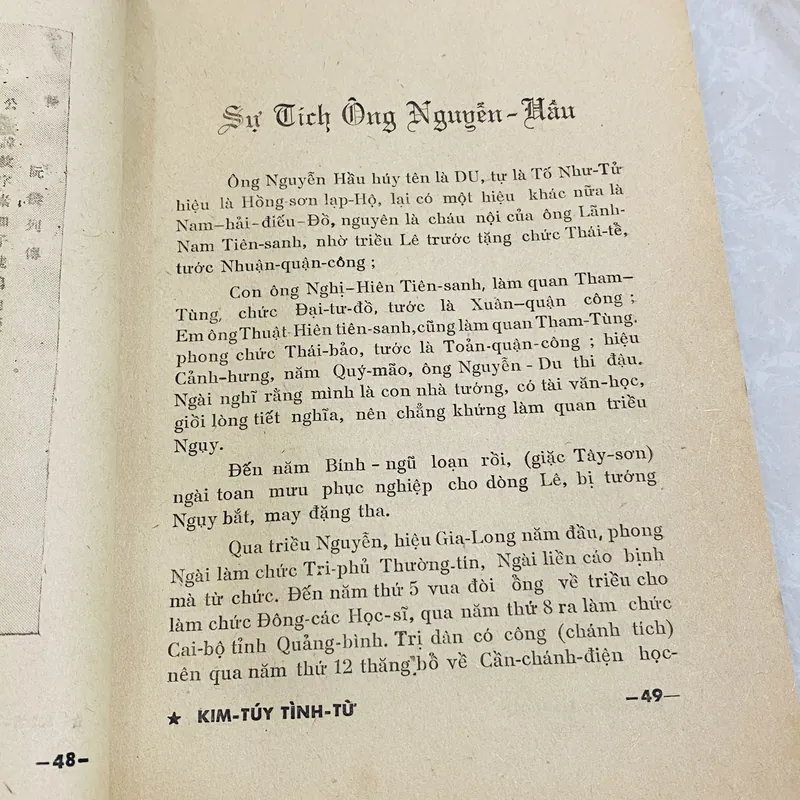 公
阮
列
傳
字
—48—
Sự Tích Ông Nguyễn-Hầu
Ông Nguyễn Hầu húy tên là DU, tự là Tố Như-Tử
hiệu là Hồng-sơn lạp-Hộ, lại có một hiệu khác nữa là
Nam-hải-điếu-Đồ, nguyên là cháu nội của ông Lãnh-
Nam Tiên-sanh, nhờ triều Lê trước tặng chức Thái-tể,
tước Nhuận-quận-công ;
Con ông Nghị-Hiên Tiên-sanh, làm quan Tham-
Tùng, chức Đại-tư-đồ, tước là Xuân-quận công ;
Em ông Thuật-Hiên tiên-sanh, cũng làm quan Tham-Tùng.
phong chức Thái-bảo, tước là Toản-quận-công ; hiệu
Cảnh-hưng, năm Quý-mão, ông Nguyễn - Du thi đậu.
Ngài nghĩ rằng mình là con nhà tướng, có tài văn-học,
giồi lòng tiết nghĩa, nên chẳng khứng làm quan triều
Ngụy.
Đến năm Bính - ngũ loạn rồi, (giặc Tây-sơn)
ngài toan mưu phục nghiệp cho dòng Lê, bị tướng
Ngụy bắt, may đặng tha.
Qua triều Nguyễn, hiệu Gia-Long năm đầu, phong
Ngài làm chức Tri-phủ Thường-tín, Ngài liền cáo bịnh
mà từ chức. Đến năm thứ 5 vua đòi ổng về triều cho
làm chức Đông-các Học-sĩ, qua năm thứ 8 ra làm chức
Cai-bộ tỉnh Quảng-bình. Trị dân có công (chánh tích)
nên qua năm thứ 12 thăng bổ về Cần-chánh-điện học-
★ KIM-TÚY TÌNH-TỪ
—49—